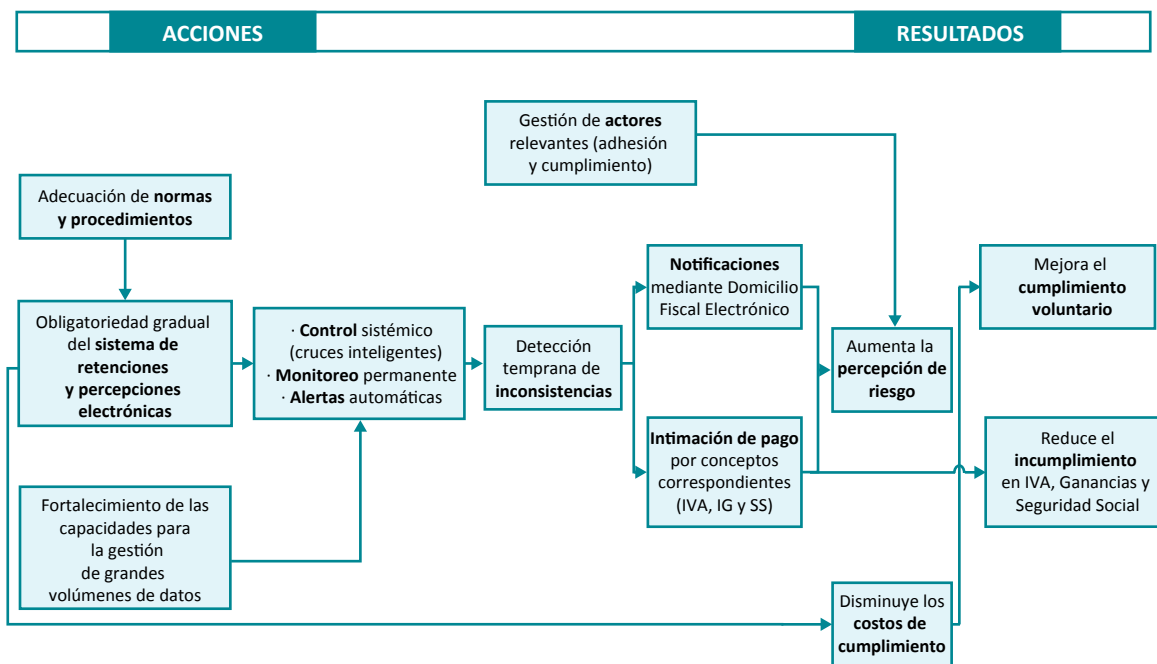 ACCIONES
RESULTADOS
Gestión de actores
relevantes (adhesión
y cumplimiento)
Adecuación de normas
y procedimientos
Obligatoriedad gradual
del sistema de
retenciones
y percepciones
electrónicas
· Control sistémico
(cruces inteligentes)
· Monitoreo permanente
· Alertas automáticas
Detección
temprana de
inconsistencias
Notificaciones
mediante Domicilio
Fiscal Electrónico
Intimación de pago
por conceptos
correspondientes
(IVA, IG y SS)
Aumenta la
percepción de
riesgo
Mejora el
cumplimiento
voluntario
Reduce el
incumplimiento
en IVA, Ganancias y
Seguridad Social
Fortalecimiento de las
capacidades para
la gestión
de grandes
volúmenes de datos
Disminuye los
costos de
cumplimiento